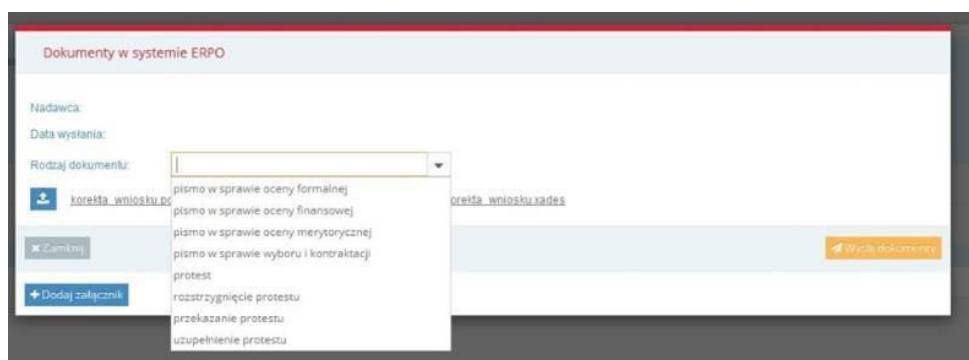 Dokumenty w systemie ERPO
Nadawca:
Data wysłania:
Rodzaj dokumentu:
korekta_wniosku.pd orekta_wniosku.xades
pismo w sprawie oceny formalnej
pismo w sprawie oceny finansowej
pismo w sprawie oceny merytorycznej
pismo w sprawie wyboru i kontraktacji
protest
rozstrzygnięcie protestu
przekazanie protestu
uzupełnienie protestu
Zamknij
Wyślij dokumenty
Dodaj załącznik